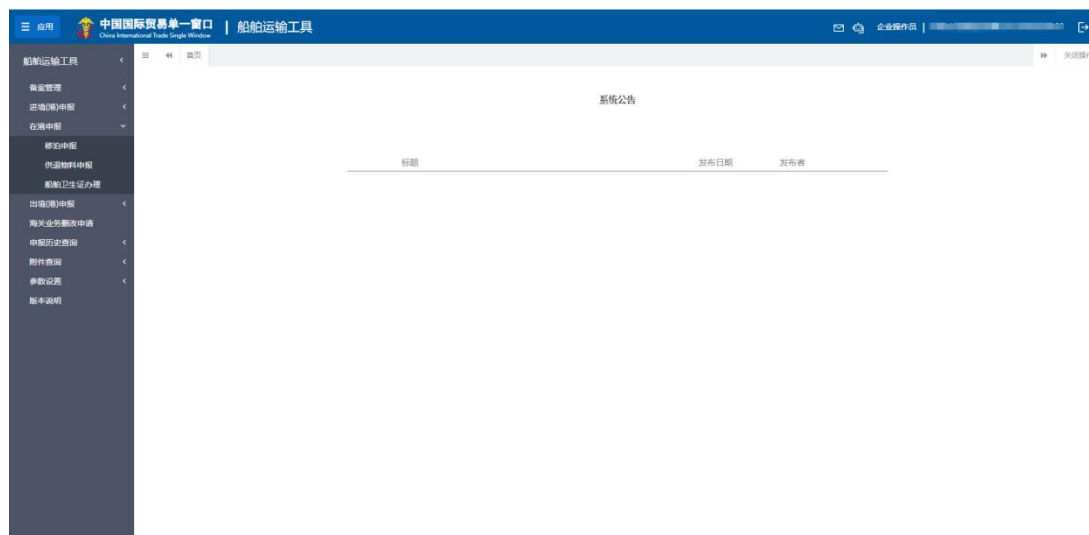 应用
中国国际贸易单一窗口 | 船舶运输工具
China International Trade Single Window
企业操作员 |
船舶运输工具
首页
关闭操作
备案管理
进境(港)申报
在港申报
移泊申报
供退物料申报
船舶卫生证办理
出境(港)申报
海关业务删改申请
申报历史查询
附件查询
参数设置
版本说明
系统公告
标题 发布日期 发布者